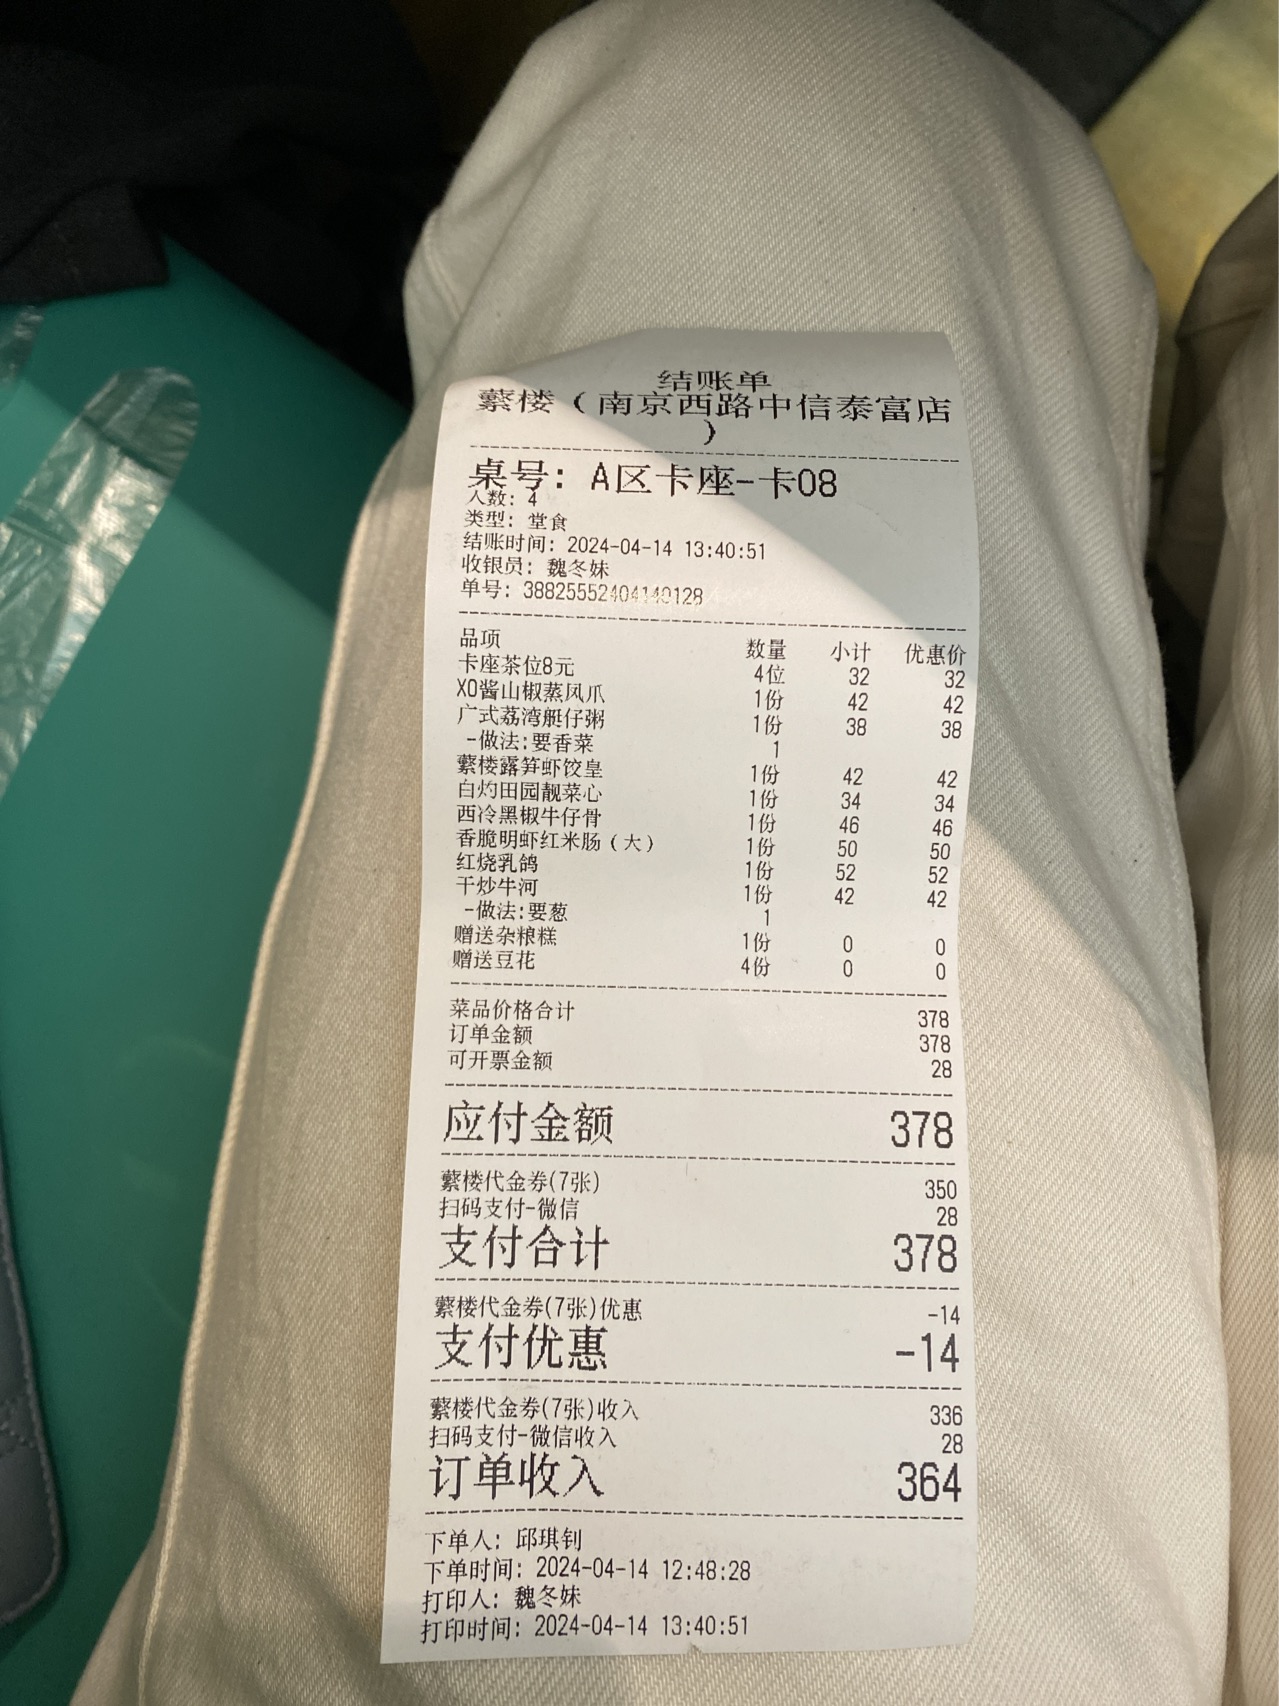 结账单
蘩楼（南京西路中信泰富店
）
桌号: A区卡座-卡08
人数: 4
类型: 堂食
结账时间: 2024-04-14 13:40:51
收银员: 魏冬妹
单号: 38825552404140128
品项 数量 小计 优惠价
卡座茶位8元 4位 32 32
XO酱山椒蒸凤爪 1份 42 42
广式荔湾艇仔粥 1份 38 38
-做法:要香菜 1
蘩楼露笋虾饺皇 1份 42 42
白灼田园靓菜心 1份 34 34
西冷黑椒牛仔骨 1份 46 46
香脆明虾红米肠（大） 1份 50 50
红烧乳鸽 1份 52 52
干炒牛河 1份 42 42
-做法:要葱 1
赠送杂粮糕 1份 0 0
赠送豆花 4份 0 0
菜品价格合计 378
订单金额 378
可开票金额 28
应付金额 378
蘩楼代金券(7张) 350
扫码支付-微信 28
支付合计 378
蘩楼代金券(7张)优惠 -14
支付优惠 -14
蘩楼代金券(7张)收入 336
扫码支付-微信收入 28
订单收入 364
下单人: 邱琪钊
下单时间: 2024-04-14 12:48:28
打印人: 魏冬妹
打印时间: 2024-04-14 13:40:51